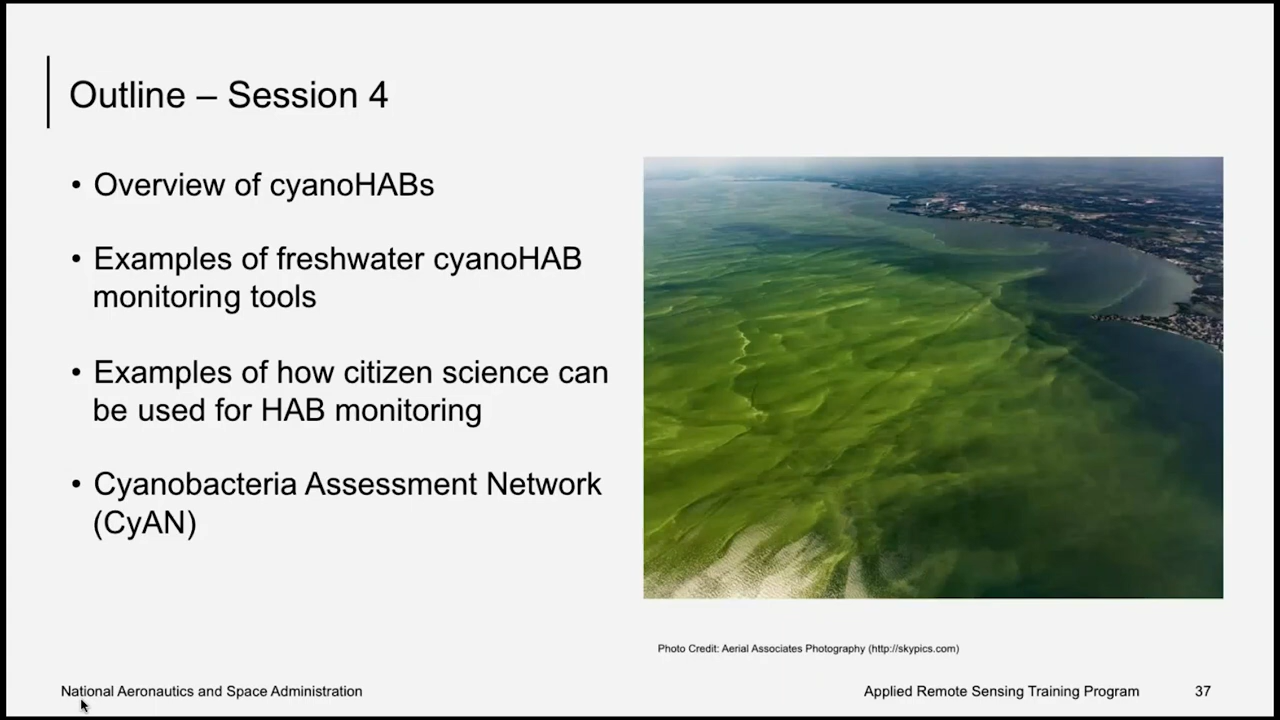 Outline – Session 4
• Overview of cyanoHABs
• Examples of freshwater cyanoHAB
monitoring tools
• Examples of how citizen science can
be used for HAB monitoring
• Cyanobacteria Assessment Network
(CyAN)
Photo Credit: Aerial Associates Photography (http://skypics.com)
National Aeronautics and Space Administration
Applied Remote Sensing Training Program
37